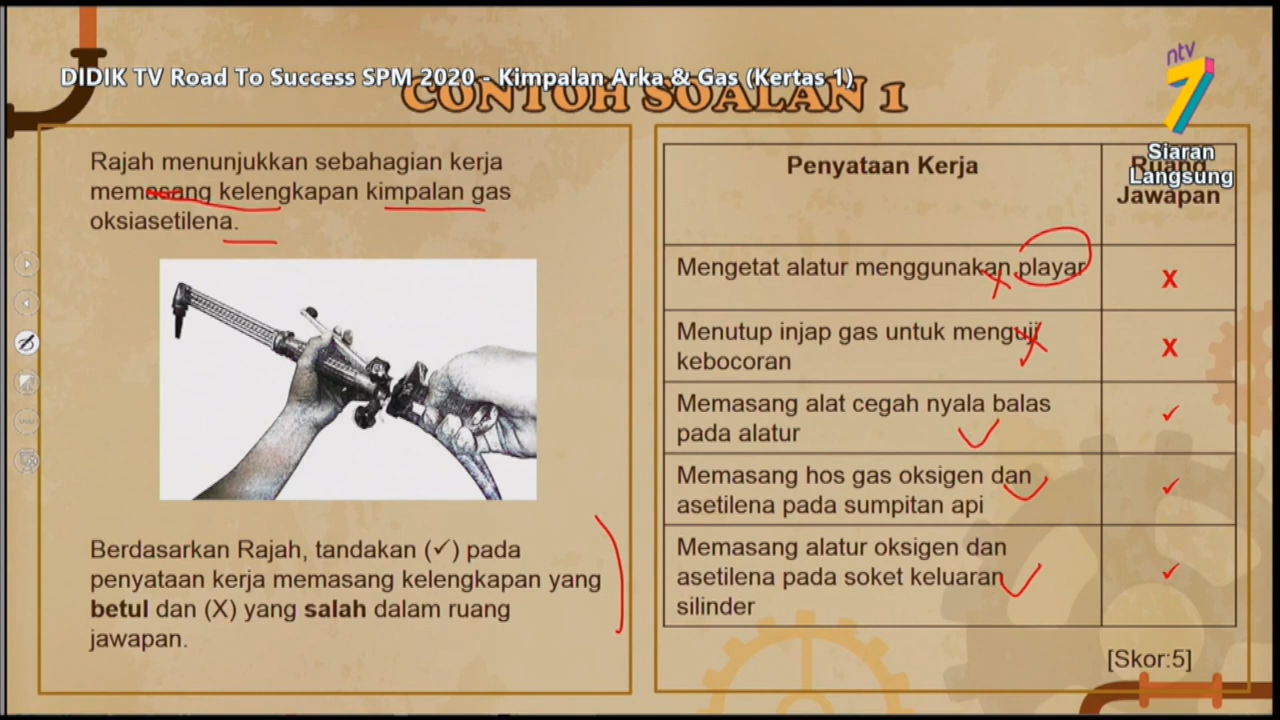 DIDIK TV Road To Success SPM 2020 - Kimpalan Arka & Gas (Kertas 1)
CONTOH SOALAN 1
ntv
7
Siaran
Langsung
Rajah menunjukkan sebahagian kerja
memasang kelengkapan kimpalan gas
oksiasetilena.
Berdasarkan Rajah, tandakan (✓) pada
penyataan kerja memasang kelengkapan yang
betul dan (X) yang salah dalam ruang
jawapan.
Penyataan Kerja
Ruang
Jawapan
Mengetat alatur menggunakan playar
X
Menutup injap gas untuk menguji
kebocoran
X
Memasang alat cegah nyala balas
pada alatur
✓
Memasang hos gas oksigen dan
asetilena pada sumpitan api
✓
Memasang alatur oksigen dan
asetilena pada soket keluaran
silinder
✓
[Skor:5]